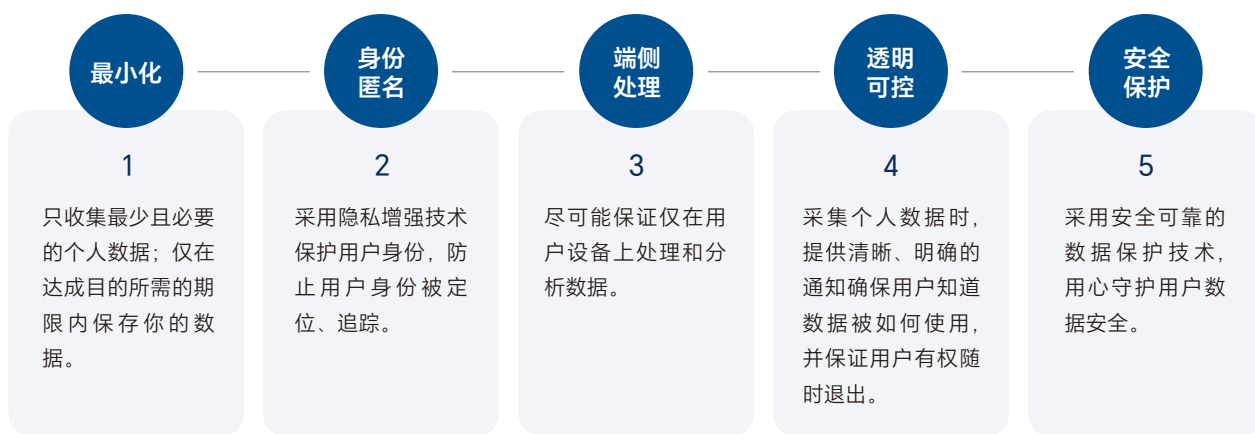 最小化
1
只收集最少且必要
的个人数据；仅在
达成目的所需的期
限内保存你的数
据。
身份
匿名
2
采用隐私增强技术
保护用户身份，防
止用户身份被定
位、追踪。
端侧
处理
3
尽可能保证仅在用
户设备上处理和分
析数据。
透明
可控
4
采集个人数据时，
提供清晰、明确的
通知确保用户知道
数据被如何使用，
并保证用户有权随
时退出。
安全
保护
5
采用安全可靠的
数据保护技术，
用心守护用户数
据安全。